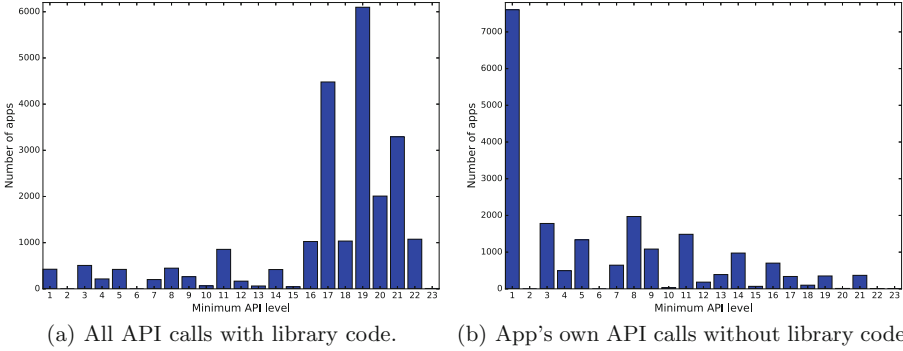 6000
5000
4000
3000
2000
1000
0
Number of apps
1 2 3 4 5 6 7 8 9 10 11 12 13 14 15 16 17 18 19 20 21 22 23
Minimum API level
(a) All API calls with library code.
7000
6000
5000
4000
3000
2000
1000
0
Number of apps
1 2 3 4 5 6 7 8 9 10 11 12 13 14 15 16 17 18 19 20 21 22 23
Minimum API level
(b) App's own API calls without library code